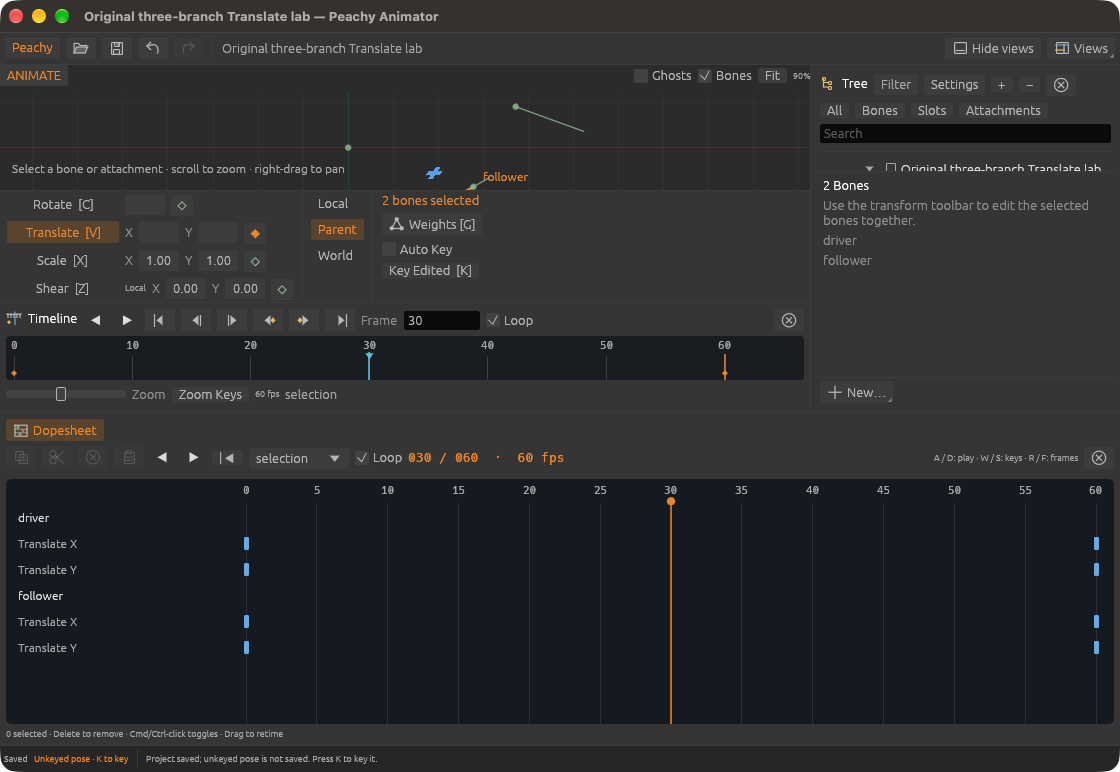 Original three-branch Translate lab — Peachy Animator
Peachy Original three-branch Translate lab Hide views Views
ANIMATE Ghosts Bones Fit 90%
Select a bone or attachment · scroll to zoom · right-drag to pan
follower
Tree Filter Settings + −
All Bones Slots Attachments
Search
Original three-branch Translate lab
2 Bones
Use the transform toolbar to edit the selected
bones together.
driver
follower
New…
Rotate [C]
Translate [V] X Y
Scale [X] X 1.00 Y 1.00
Shear [Z] Local X 0.00 Y 0.00
Local
Parent
World
2 bones selected
Weights [G]
Auto Key
Key Edited [K]
Timeline Frame 30 Loop
0 10 20 30 40 50 60
Zoom Zoom Keys 60 fps selection
Dopesheet
selection Loop 030 / 060 · 60 fps A / D: play · W / S: keys · R / F: frames
0 5 10 15 20 25 30 35 40 45 50 55 60
driver
Translate X
Translate Y
follower
Translate X
Translate Y
0 selected · Delete to remove · Cmd/Ctrl-click toggles · Drag to retime
Saved Unkeyed pose · K to key Project saved; unkeyed pose is not saved. Press K to key it.